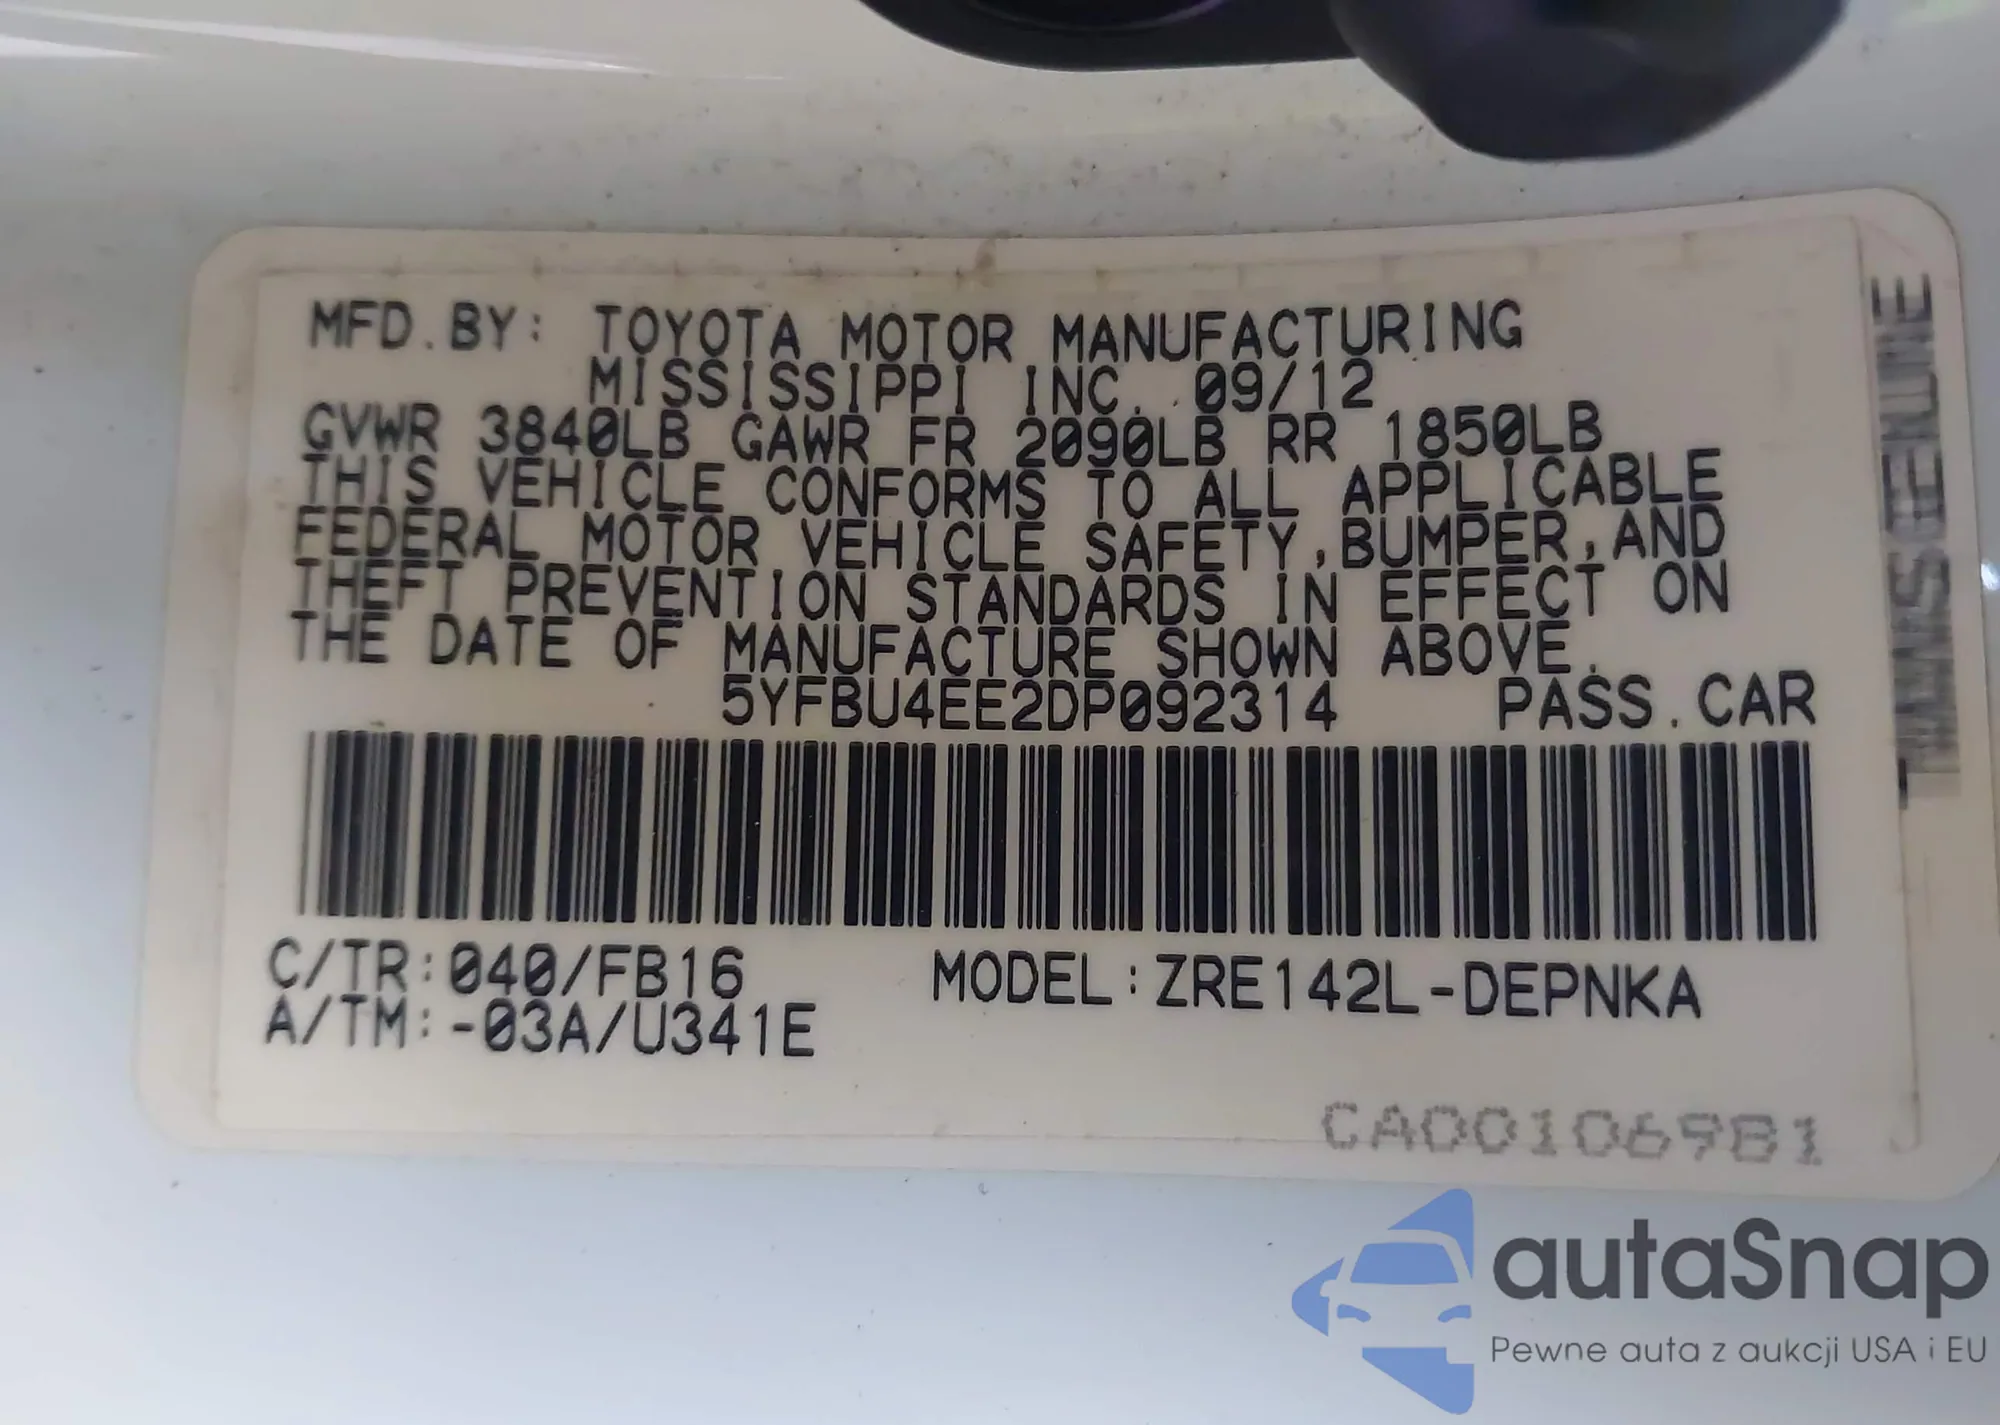 MFD.BY: TOYOTA MOTOR MANUFACTURING
MISSISSIPPI INC. 09/12
GVWR 3840LB GAWR FR 2090LB RR 1850LB
THIS VEHICLE CONFORMS TO ALL APPLICABLE
FEDERAL MOTOR VEHICLE SAFETY,BUMPER,AND
THEFT PREVENTION STANDARDS IN EFFECT ON
THE DATE OF MANUFACTURE SHOWN ABOVE.
5YFBU4EE2DP092314 PASS.CAR
C/TR:040/FB16 MODEL:ZRE142L-DEPNKA
A/TM:-03A/U341E
CA00106981
autaSnap
Pewne auta z aukcji USA i EU